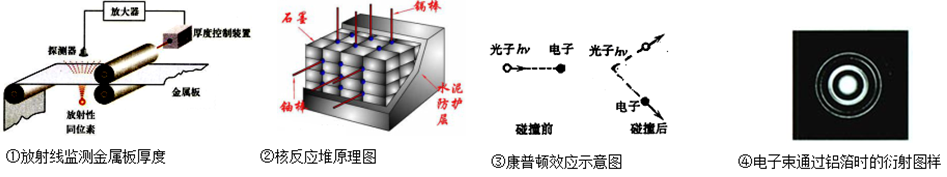 放大器
厚度控制装置
探测器
金属板
放射性
同位素
①放射线监测金属板厚度
石墨
镉棒
铀棒
水泥
防护
层
②核反应堆原理图
光子hν
电子
碰撞前
光子hν
电子
碰撞后
③康普顿效应示意图
④电子束通过铝箔时的衍射图样